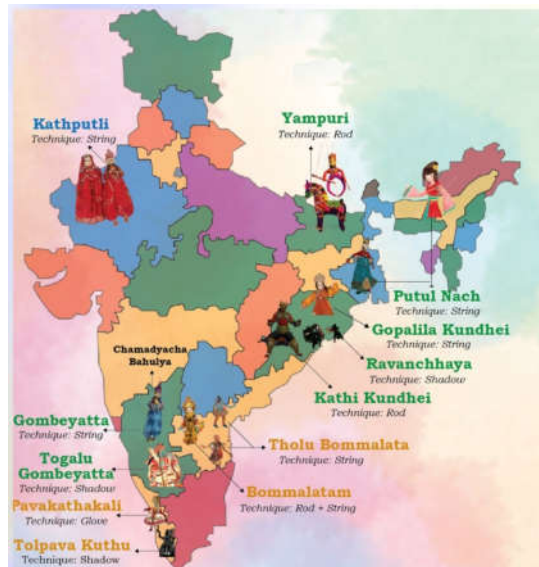 Yampuri
Technique: Rod
Kathputli
Technique: String
Putul Nach
Technique: String
Gopalila Kundhei
Technique: String
Ravanchhaya
Technique: Shadow
Kathi Kundhei
Technique: Rod
Chamadyacha
Bahulya
Gombeyatta
Technique: String
Tholu Bommalata
Technique: String
Togalu
Gombeyatta
Technique: Shadow
Bommalatam
Technique: Rod + String
Pavakathakali
Technique: Glove
Tolpava Kuthu
Technique: Shadow